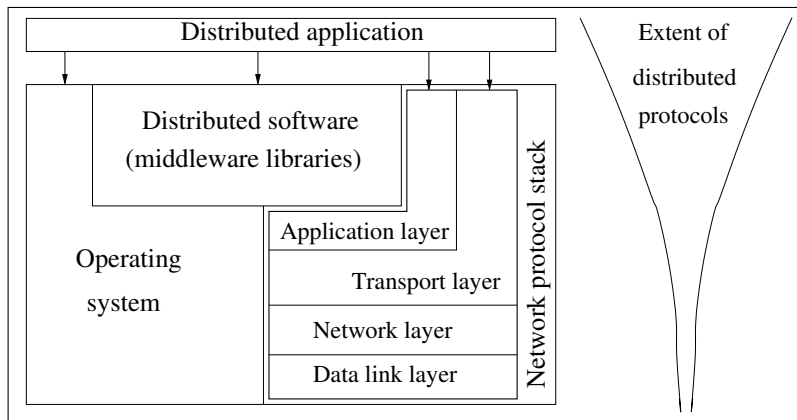 Distributed application
Extent of
distributed
protocols
Distributed software
(middleware libraries)
Network protocol stack
Application layer
Operating
system
Transport layer
Network layer
Data link layer